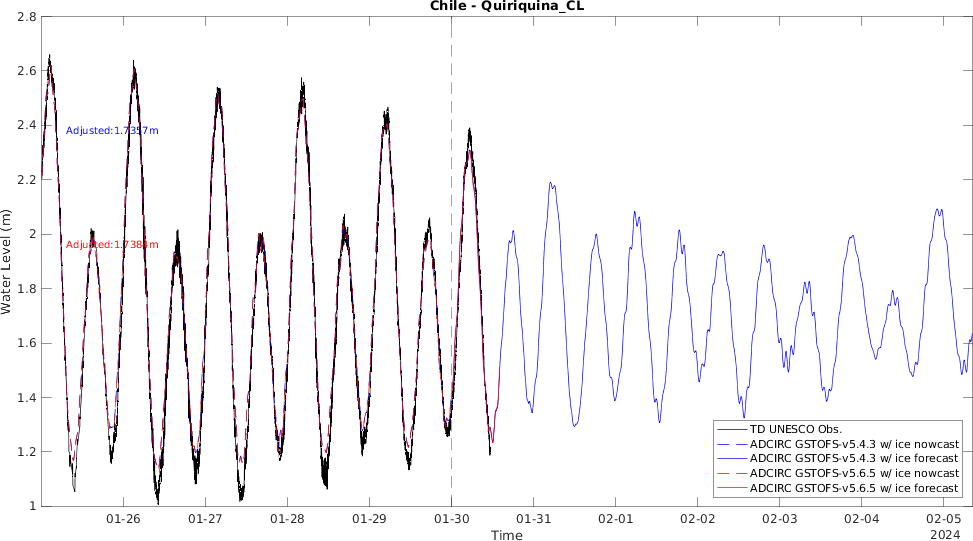 Chile - Quiriquina_CL
Water Level (m)
2.8
2.6
2.4
2.2
2
1.8
1.6
1.4
1.2
1
Adjusted:1.7357m
Adjusted:1.7384m
TD UNESCO Obs.
ADCIRC GSTOFS-v5.4.3 w/ ice nowcast
ADCIRC GSTOFS-v5.4.3 w/ ice forecast
ADCIRC GSTOFS-v5.6.5 w/ ice nowcast
ADCIRC GSTOFS-v5.6.5 w/ ice forecast
01-26 01-27 01-28 01-29 01-30 01-31 02-01 02-02 02-03 02-04 02-05
Time
2024